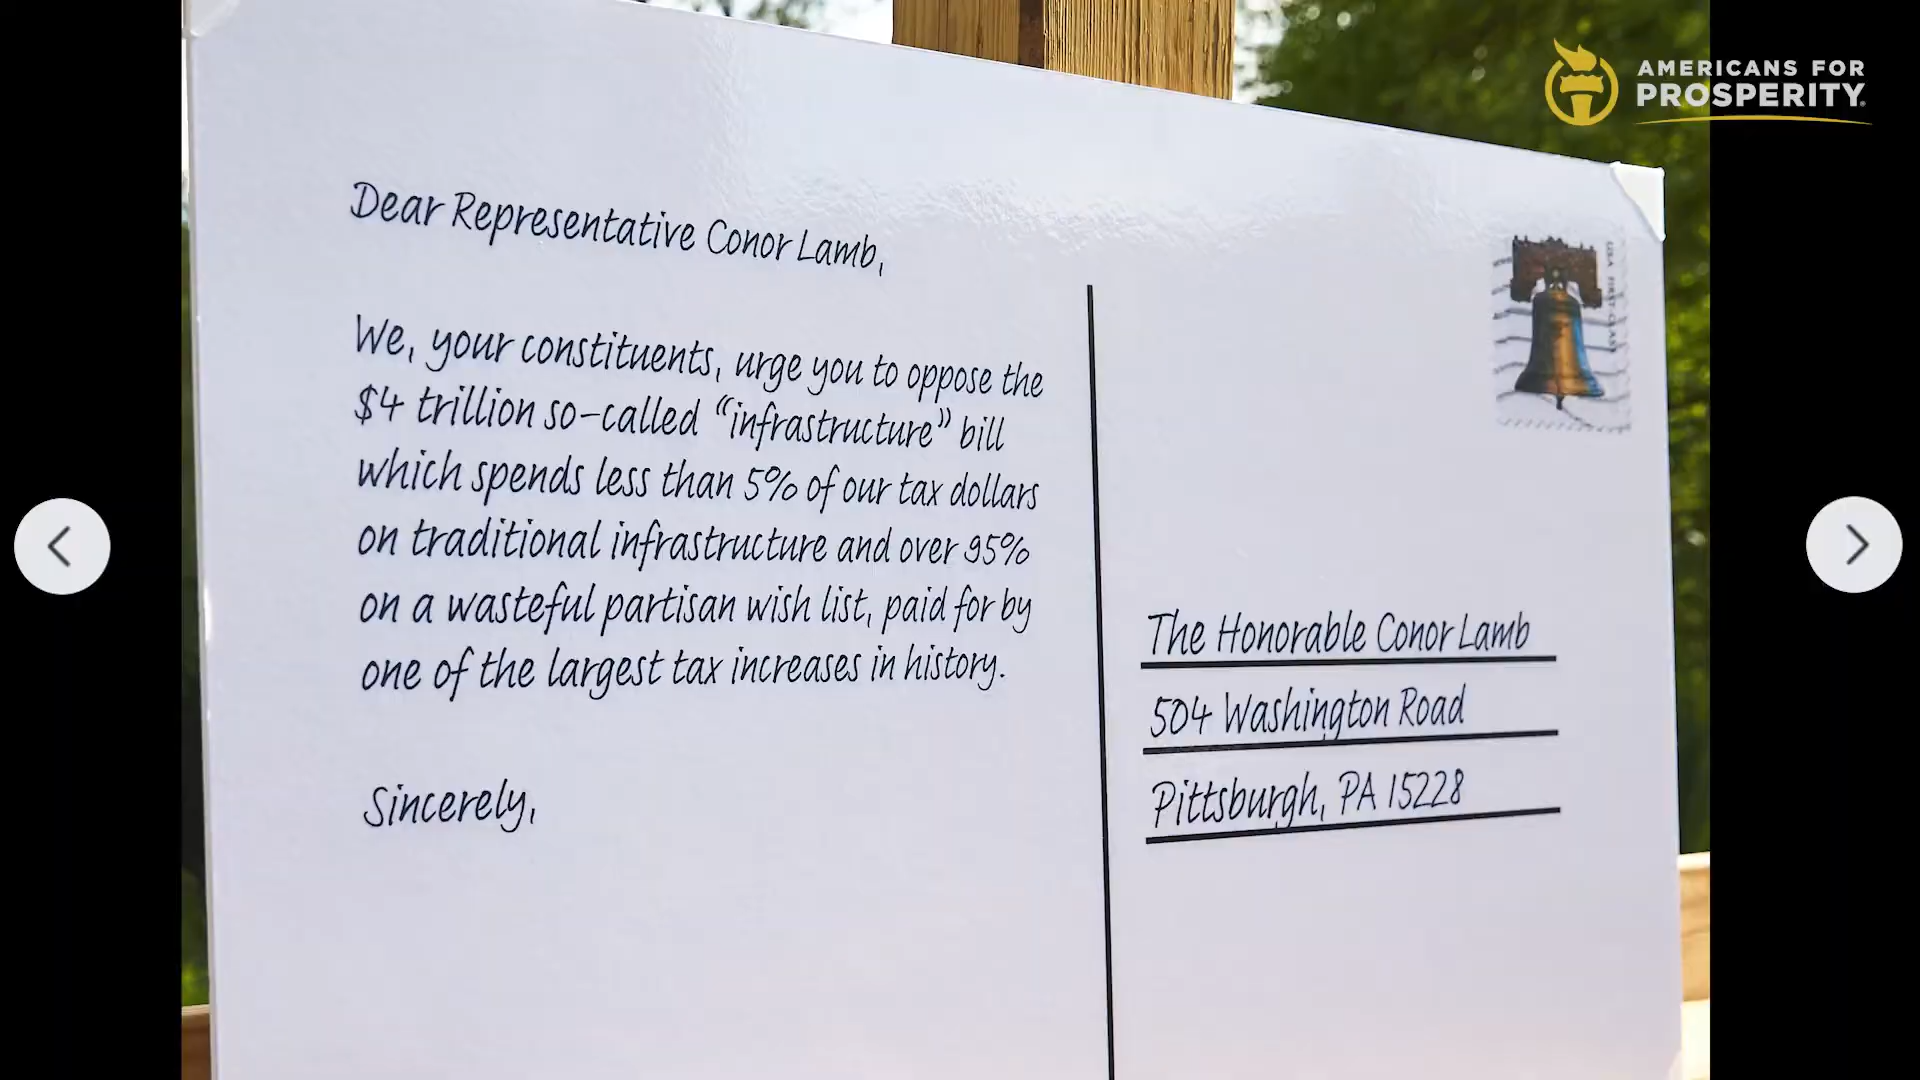 AMERICANS FOR
PROSPERITY
Dear Representative Conor Lamb,
We, your constituents, urge you to oppose the
$4 trillion so-called "infrastructure" bill
which spends less than 5% of our tax dollars
on traditional infrastructure and over 95%
on a wasteful partisan wish list, paid for by
one of the largest tax increases in history.
Sincerely,
USA FIRST-CLASS
The Honorable Conor Lamb
504 Washington Road
Pittsburgh, PA 15228